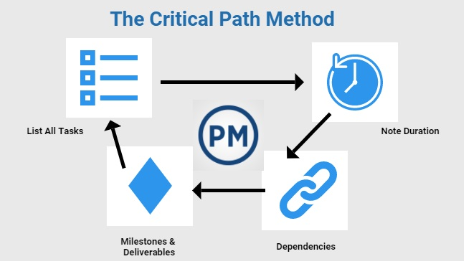 The Critical Path Method
List All Tasks
Note Duration
PM
Milestones &
Deliverables
Dependencies